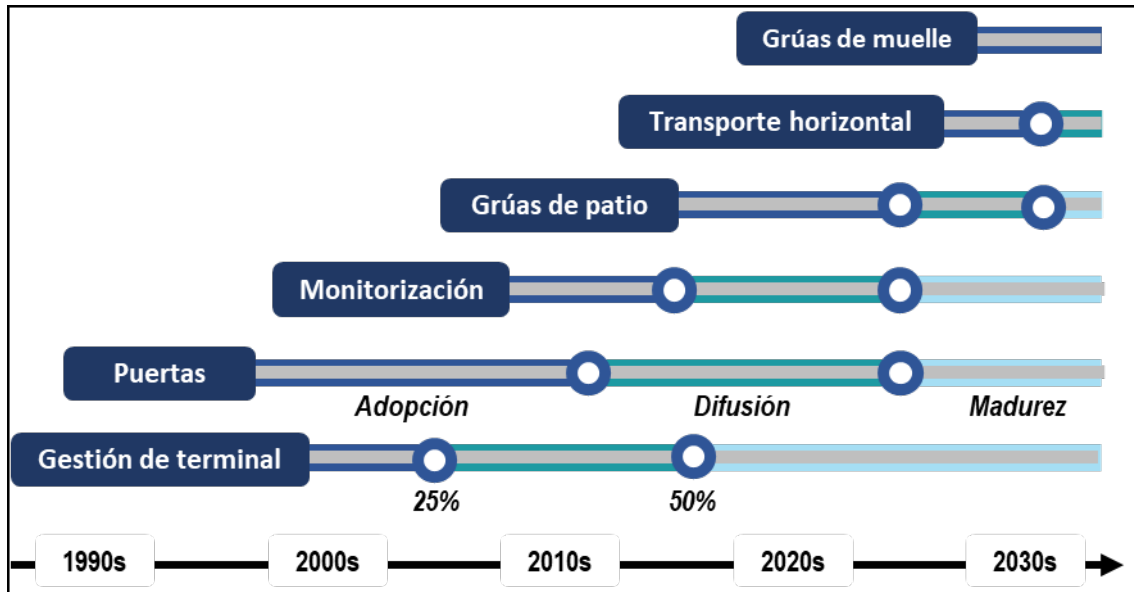 Grúas de muelle
Transporte horizontal
Grúas de patio
Monitorización
Puertas
Adopción
Difusión
Madurez
Gestión de terminal
25%
50%
1990s
2000s
2010s
2020s
2030s